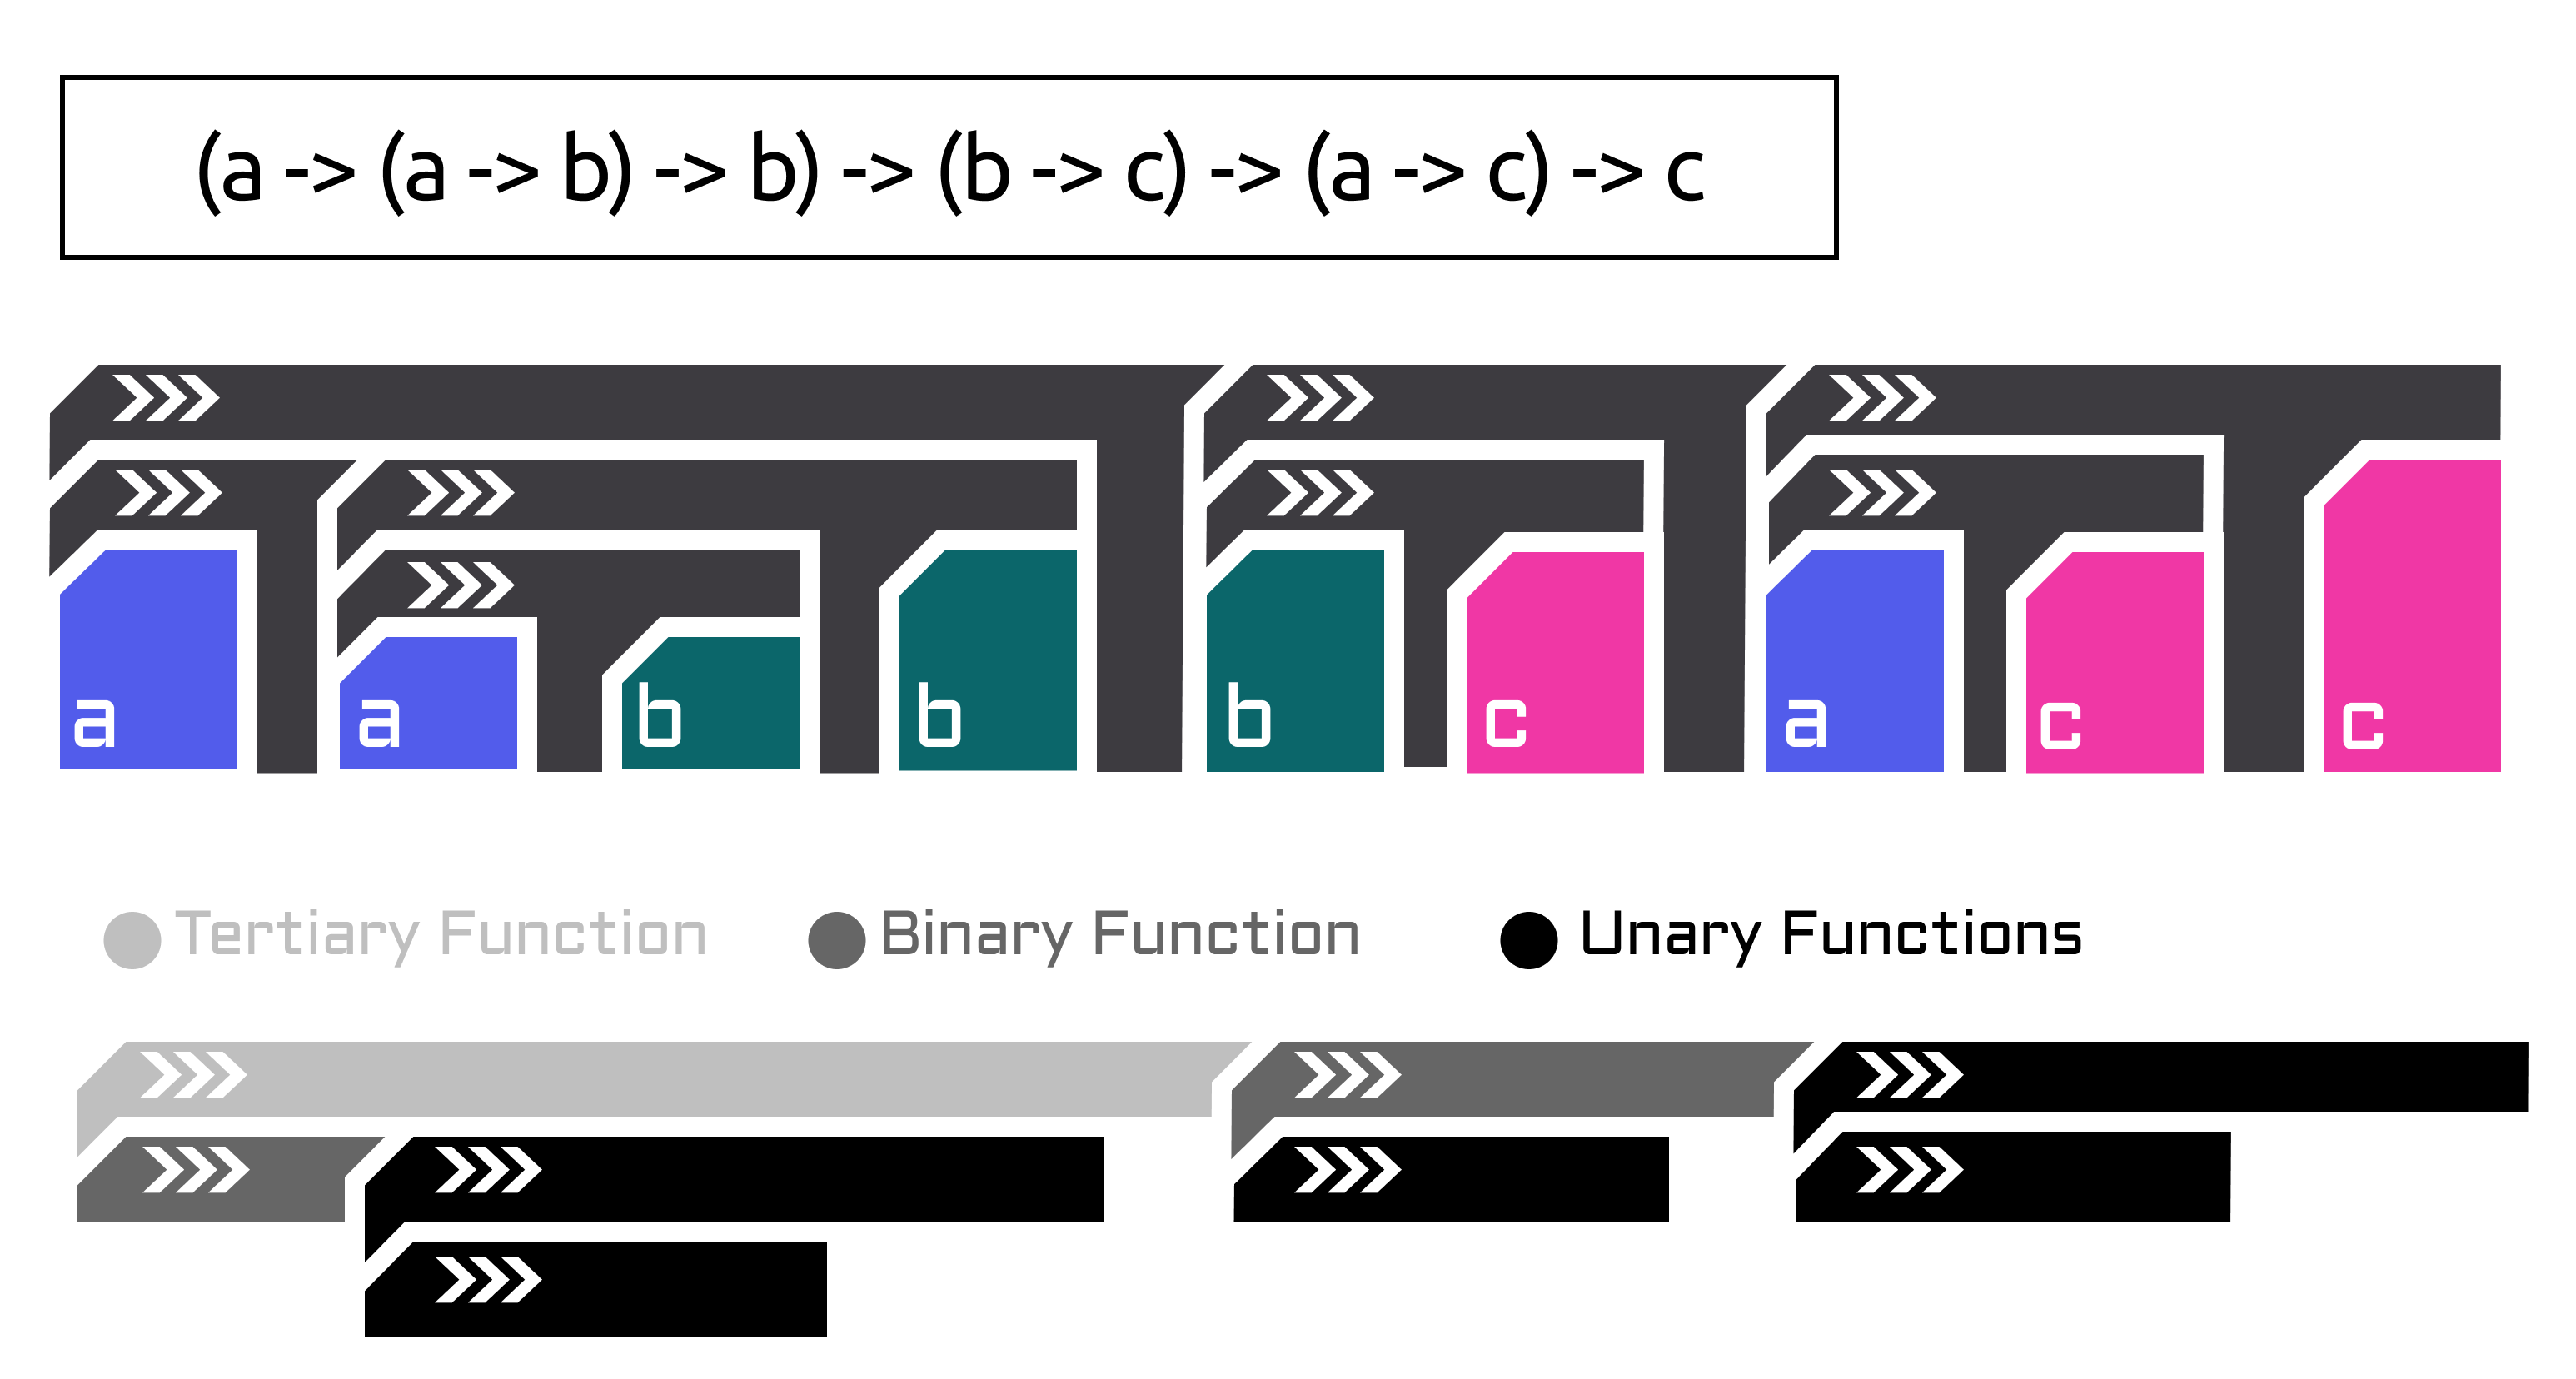 (a -> (a -> b) -> b) -> (b -> c) -> (a -> c) -> c
a a b b b c a c c
Tertiary Function Binary Function Unary Functions